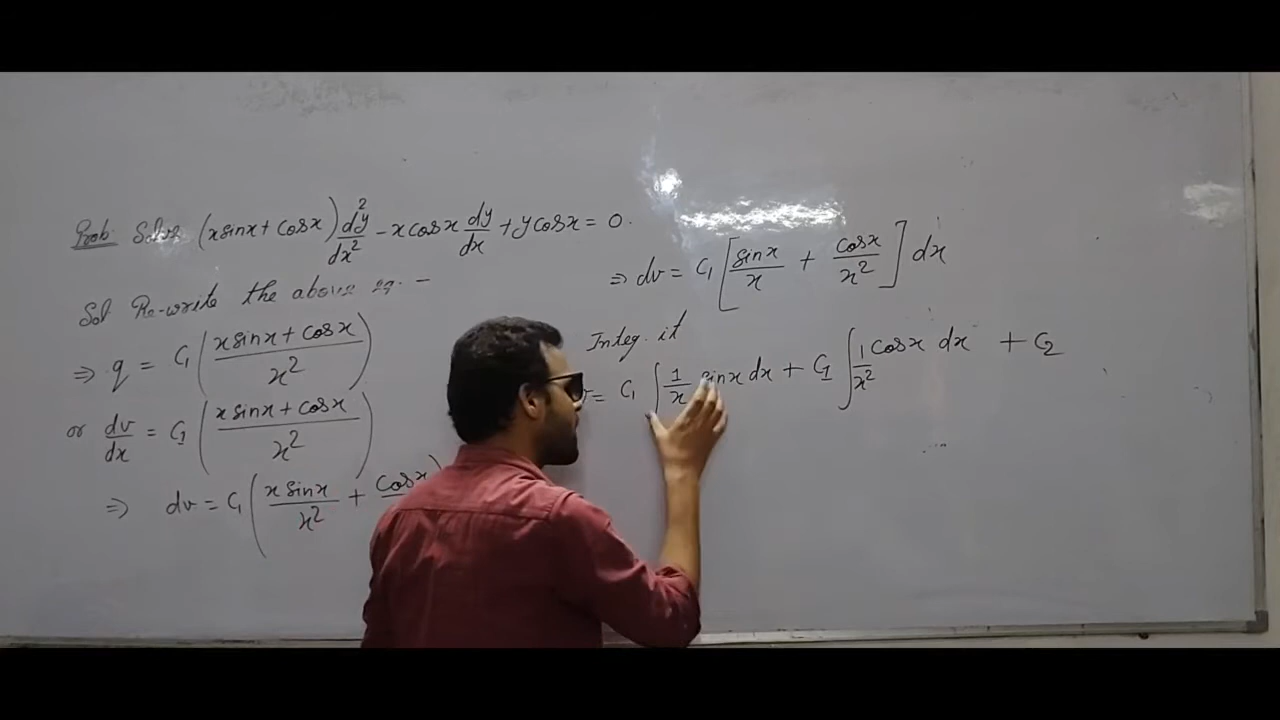 Prob. Solve (x sinx + cosx) d²y/dx² - x cosx dy/dx + y cosx = 0.
Sol Re-write the above eq. -
⇒ q = C₁ ( (x sinx + cosx) / x² )
or dv/dx = C₁ ( (x sinx + cosx) / x² )
⇒ dv = C₁ ( x sinx / x² + cosx
⇒ dv = C₁ [ sinx/x + cosx/x² ] dx
Integ. it
= C₁ ∫ 1/x sinx dx + C₁ ∫ 1/x² cosx dx + C₂